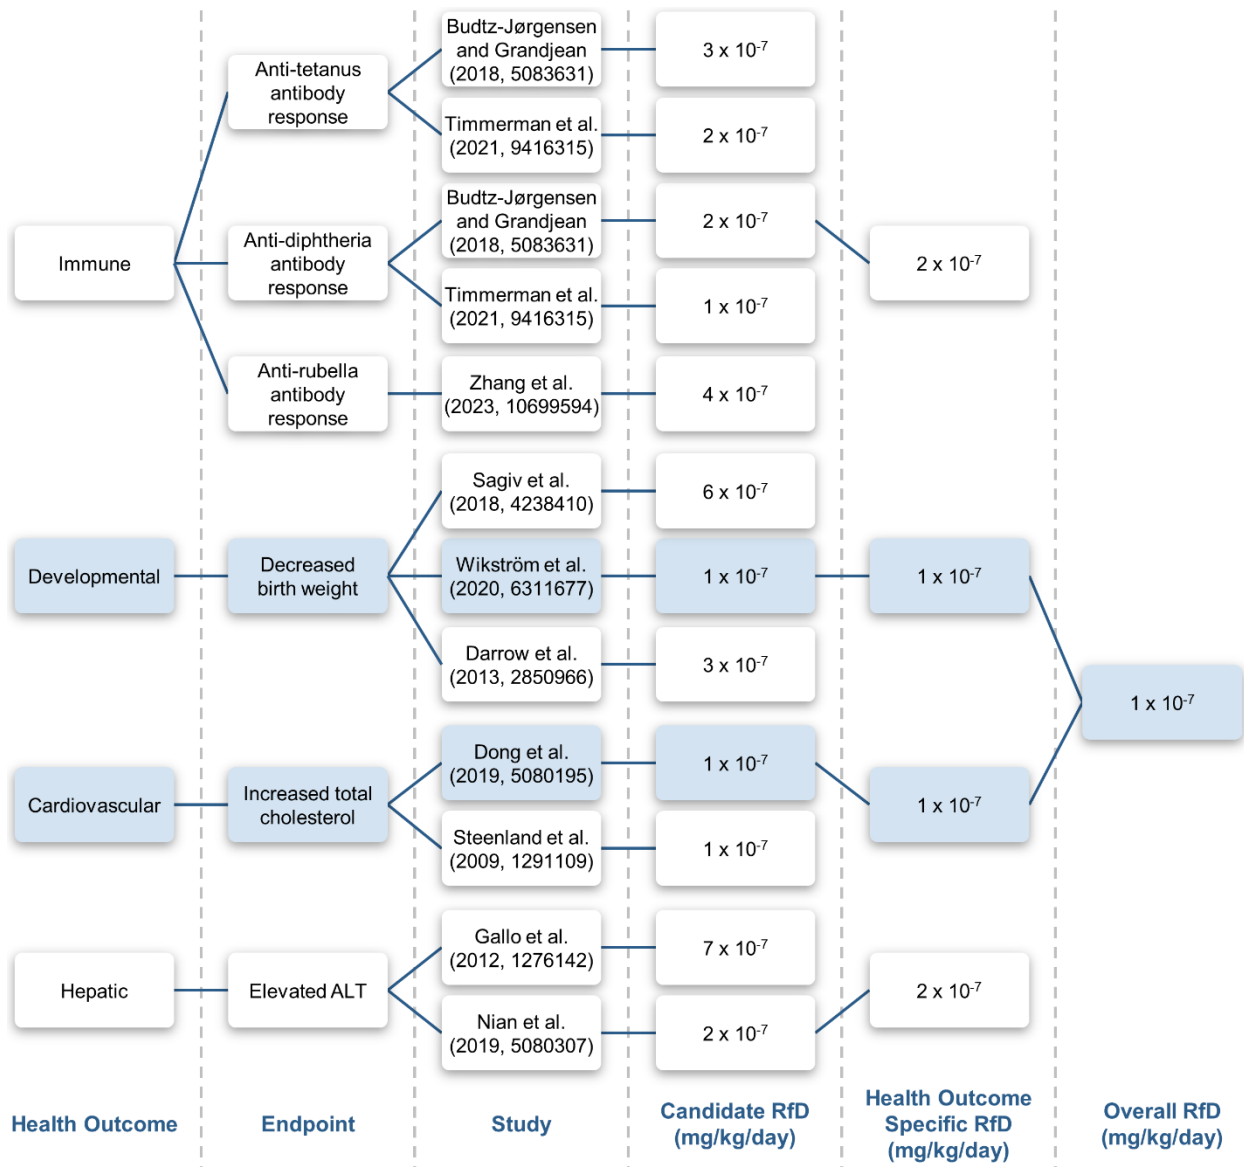 Budtz-Jørgensen
and Grandjean
(2018, 5083631)
3 x 10⁻⁷
Anti-tetanus
antibody
response
Timmerman et al.
(2021, 9416315)
2 x 10⁻⁷
Immune
Anti-diphtheria
antibody
response
Budtz-Jørgensen
and Grandjean
(2018, 5083631)
2 x 10⁻⁷
2 x 10⁻⁷
Timmerman et al.
(2021, 9416315)
1 x 10⁻⁷
Anti-rubella
antibody
response
Zhang et al.
(2023, 10699594)
4 x 10⁻⁷
Sagiv et al.
(2018, 4238410)
6 x 10⁻⁷
Developmental
Decreased
birth weight
Wikström et al.
(2020, 6311677)
1 x 10⁻⁷
1 x 10⁻⁷
Darrow et al.
(2013, 2850966)
3 x 10⁻⁷
1 x 10⁻⁷
Dong et al.
(2019, 5080195)
1 x 10⁻⁷
Cardiovascular
Increased total
cholesterol
1 x 10⁻⁷
Steenland et al.
(2009, 1291109)
1 x 10⁻⁷
Gallo et al.
(2012, 1276142)
7 x 10⁻⁷
Hepatic
Elevated ALT
2 x 10⁻⁷
Nian et al.
(2019, 5080307)
2 x 10⁻⁷
Health Outcome
Endpoint
Study
Candidate RfD
(mg/kg/day)
Health Outcome
Specific RfD
(mg/kg/day)
Overall RfD
(mg/kg/day)